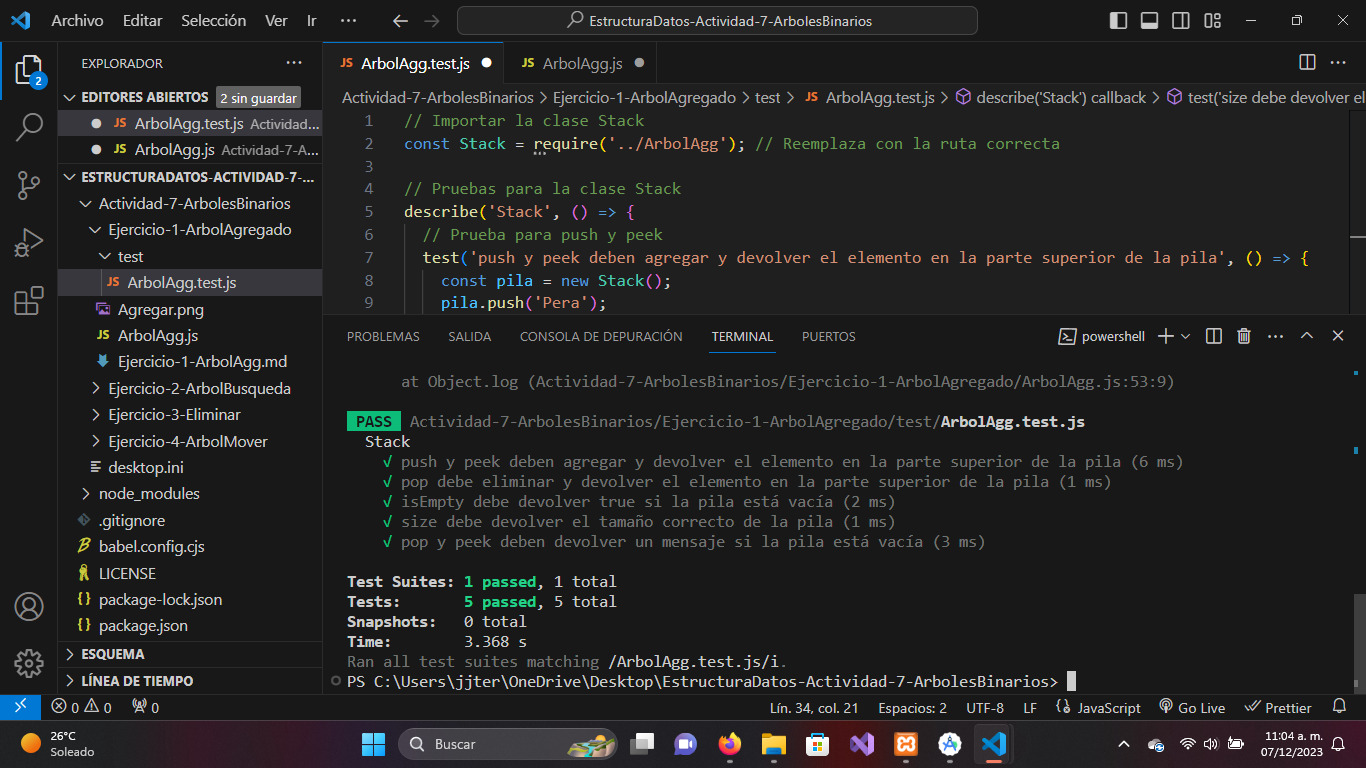 Archivo Editar Selección Ver Ir ··· EstructuraDatos-Actividad-7-ArbolesBinarios
EXPLORADOR ···
EDITORES ABIERTOS 2 sin guardar
JS ArbolAgg.test.js Actividad...
JS ArbolAgg.js Actividad-7-A...
ESTRUCTURADATOS-ACTIVIDAD-7-...
Actividad-7-ArbolesBinarios
Ejercicio-1-ArbolAgregado
test
JS ArbolAgg.test.js
Agregar.png
JS ArbolAgg.js
Ejercicio-1-ArbolAgg.md
Ejercicio-2-ArbolBusqueda
Ejercicio-3-Eliminar
Ejercicio-4-ArbolMover
desktop.ini
node_modules
.gitignore
babel.config.cjs
LICENSE
{} package-lock.json
{} package.json
ESQUEMA
LÍNEA DE TIEMPO
2
JS ArbolAgg.test.js JS ArbolAgg.js
Actividad-7-ArbolesBinarios > Ejercicio-1-ArbolAgregado > test > JS ArbolAgg.test.js > describe('Stack') callback > test('size debe devolver el
1 // Importar la clase Stack
2 const Stack = require('../ArbolAgg'); // Reemplaza con la ruta correcta
3
4 // Pruebas para la clase Stack
5 describe('Stack', () => {
6 // Prueba para push y peek
7 test('push y peek deben agregar y devolver el elemento en la parte superior de la pila', () => {
8 const pila = new Stack();
9 pila.push('Pera');
PROBLEMAS SALIDA CONSOLA DE DEPURACIÓN TERMINAL PUERTOS powershell
at Object.log (Actividad-7-ArbolesBinarios/Ejercicio-1-ArbolAgregado/ArbolAgg.js:53:9)
PASS Actividad-7-ArbolesBinarios/Ejercicio-1-ArbolAgregado/test/ArbolAgg.test.js
Stack
√ push y peek deben agregar y devolver el elemento en la parte superior de la pila (6 ms)
√ pop debe eliminar y devolver el elemento en la parte superior de la pila (1 ms)
√ isEmpty debe devolver true si la pila está vacía (2 ms)
√ size debe devolver el tamaño correcto de la pila (1 ms)
√ pop y peek deben devolver un mensaje si la pila está vacía (3 ms)
Test Suites: 1 passed, 1 total
Tests: 5 passed, 5 total
Snapshots: 0 total
Time: 3.368 s
Ran all test suites matching /ArbolAgg.test.js/i.
PS C:\Users\jjter\OneDrive\Desktop\EstructuraDatos-Actividad-7-ArbolesBinarios>
0 0 0 Lín. 34, col. 21 Espacios: 2 UTF-8 LF {} JavaScript Go Live Prettier
26°C
Soleado
Buscar
11:04 a. m.
07/12/2023